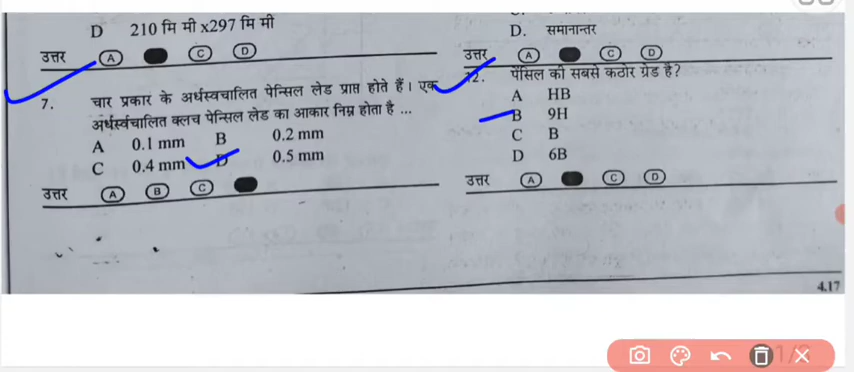 D 210 मि मी x297 मि मी
उत्तर A C D
7. चार प्रकार के अर्धस्वचालित पेन्सिल लेड प्राप्त होते हैं। एक
अर्धस्वचालित क्लच पेन्सिल लेड का आकार निम्न होता है ...
A 0.1 mm B 0.2 mm
C 0.4 mm D 0.5 mm
उत्तर A B C
D. समानान्तर
उत्तर A C D
12. पेंसिल की सबसे कठोर ग्रेड है?
A HB
B 9H
C B
D 6B
उत्तर A C D
4.17